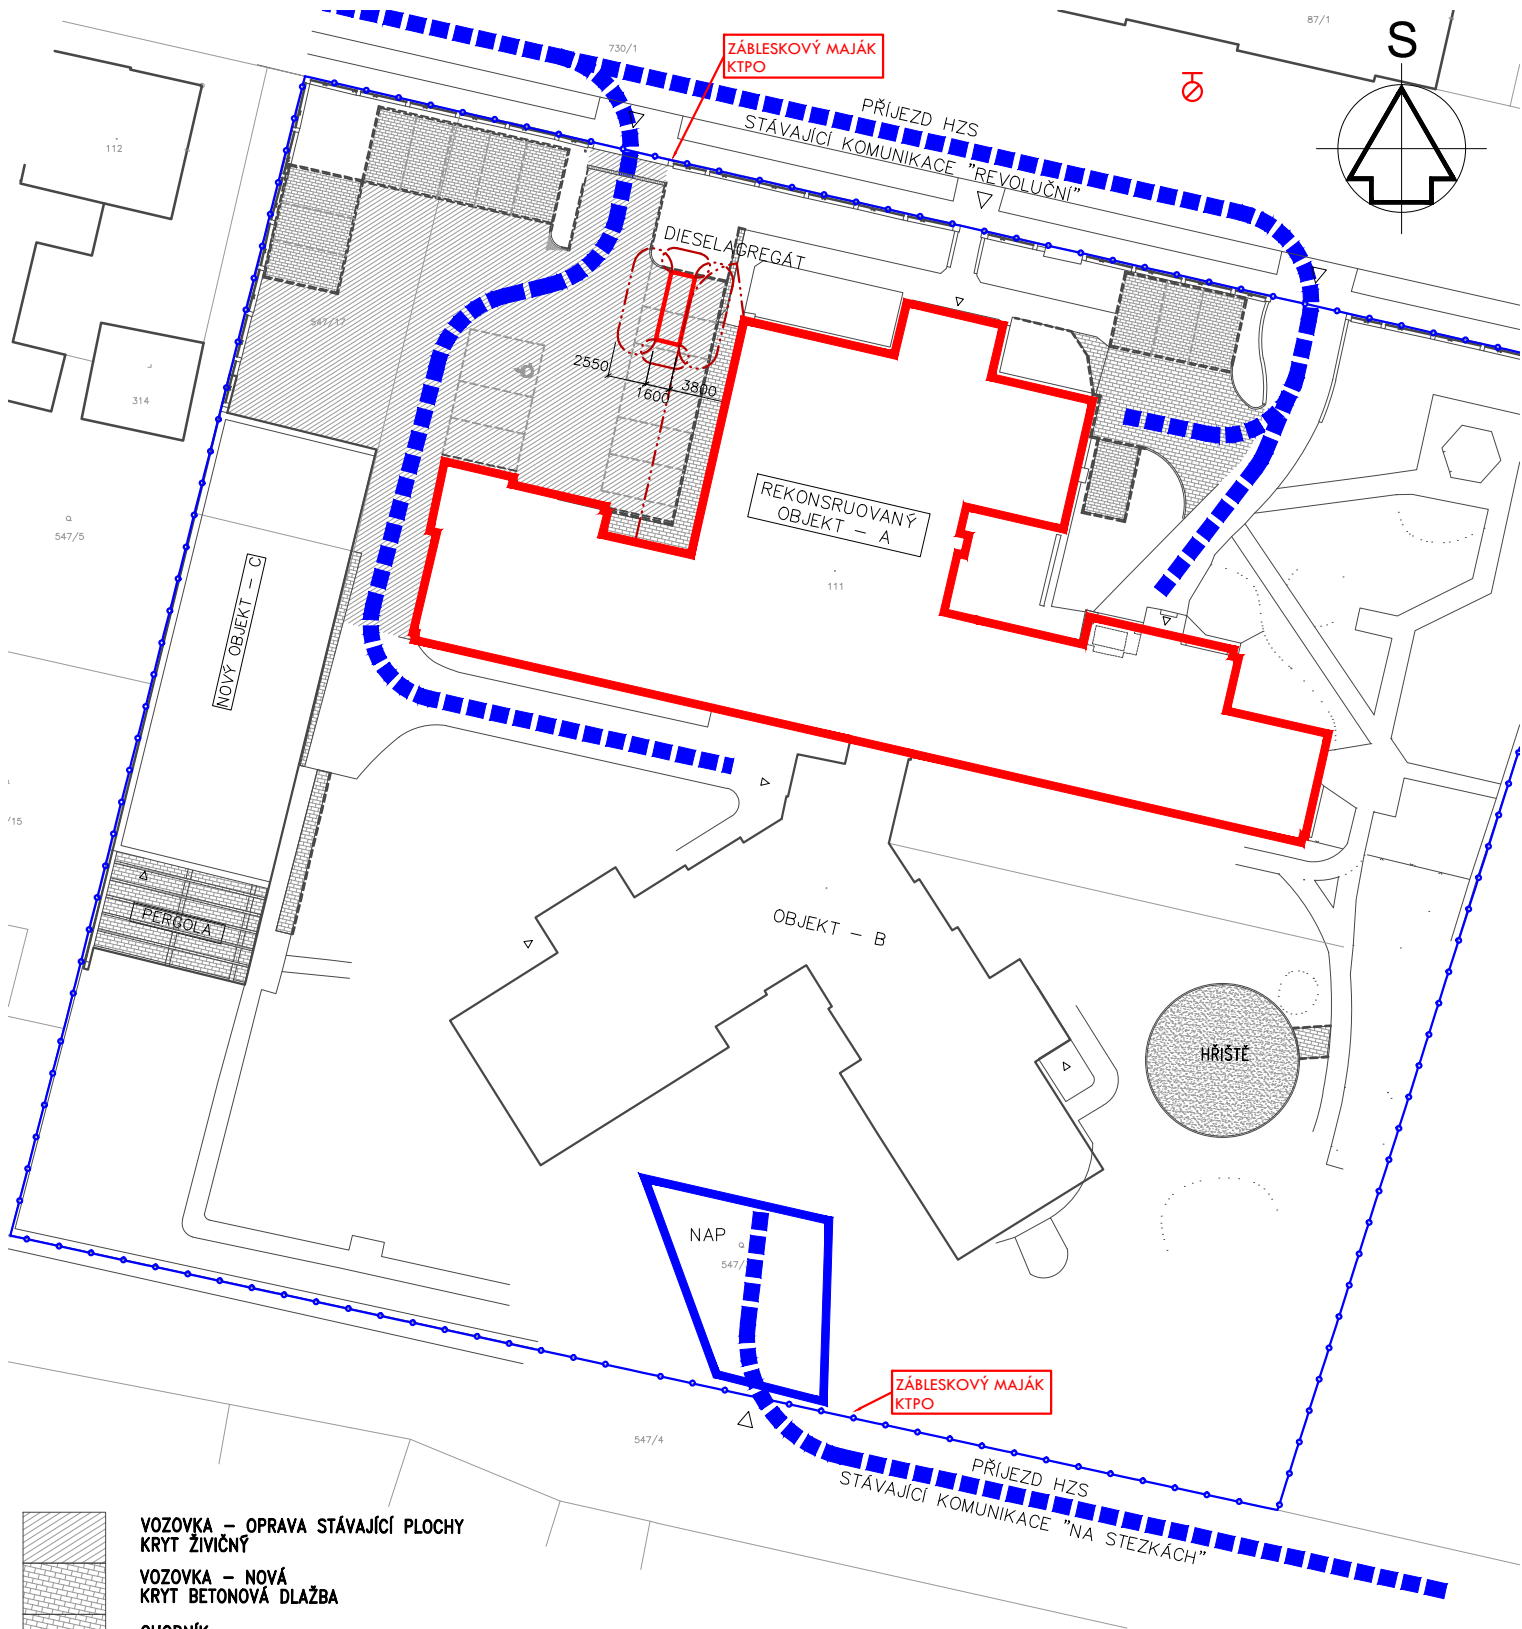 87/1
S
730/1
ZÁBLESKOVÝ MAJÁK
KTPO
PŘÍJEZD HZS
STÁVAJÍCÍ KOMUNIKACE "REVOLUČNÍ"
112
DIESELAGREGÁT
547/17
2550
1600
3800
314
REKONSRUOVANÝ
OBJEKT – A
547/5
111
NOVÝ OBJEKT – C
/15
PERGOLA
OBJEKT – B
HŘIŠTĚ
NAP
547/
ZÁBLESKOVÝ MAJÁK
KTPO
547/4
PŘÍJEZD HZS
STÁVAJÍCÍ KOMUNIKACE "NA STEZKÁCH"
VOZOVKA – OPRAVA STÁVAJÍCÍ PLOCHY
KRYT ŽIVIČNÝ
VOZOVKA – NOVÁ
KRYT BETONOVÁ DLAŽBA